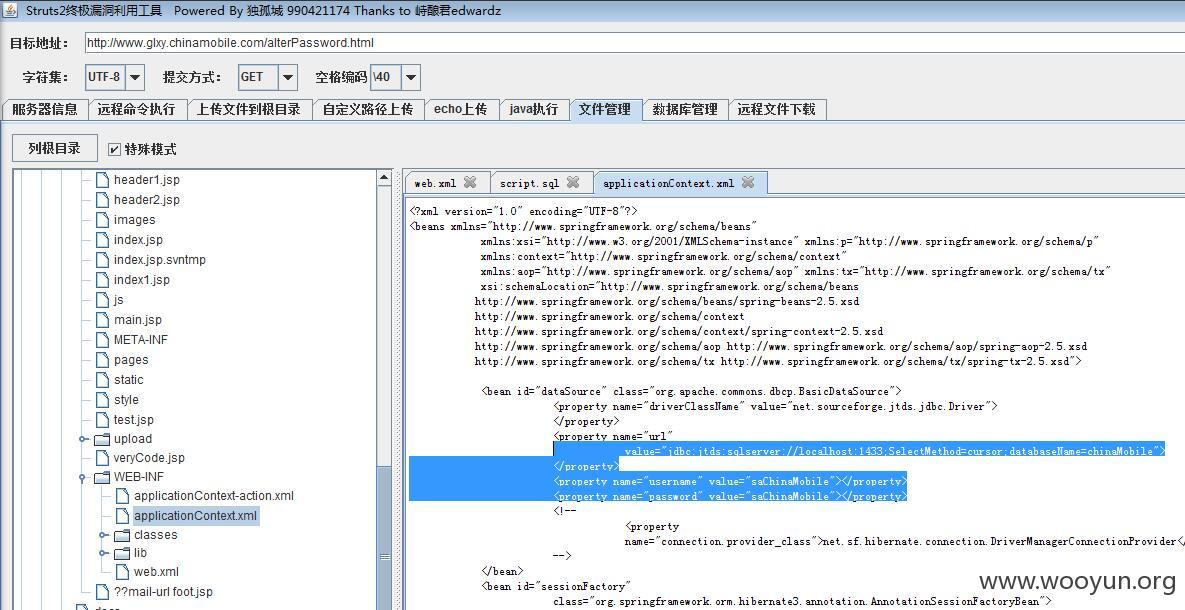 Struts2终极漏洞利用工具 Powered By 独孤城 990421174 Thanks to 峙酿君edwardz
目标地址： http://www.glxy.chinamobile.com/alterPassword.html
字符集： UTF-8 提交方式： GET 空格编码 \40
服务器信息 远程命令执行 上传文件到根目录 自定义路径上传 echo上传 java执行 文件管理 数据库管理 远程文件下载
列根目录 特殊模式
header1.jsp
header2.jsp
images
index.jsp
index.jsp.svntmp
index1.jsp
js
main.jsp
META-INF
pages
static
style
test.jsp
upload
veryCode.jsp
WEB-INF
applicationContext-action.xml
applicationContext.xml
classes
lib
web.xml
??mail-url foot.jsp
web.xml script.sql applicationContext.xml
<?xml version="1.0" encoding="UTF-8"?>
<beans xmlns="http://www.springframework.org/schema/beans"
xmlns:xsi="http://www.w3.org/2001/XMLSchema-instance" xmlns:p="http://www.springframework.org/schema/p"
xmlns:context="http://www.springframework.org/schema/context"
xmlns:aop="http://www.springframework.org/schema/aop" xmlns:tx="http://www.springframework.org/schema/tx"
xsi:schemaLocation="http://www.springframework.org/schema/beans
http://www.springframework.org/schema/beans/spring-beans-2.5.xsd
http://www.springframework.org/schema/context
http://www.springframework.org/schema/context/spring-context-2.5.xsd
http://www.springframework.org/schema/aop http://www.springframework.org/schema/aop/spring-aop-2.5.xsd
http://www.springframework.org/schema/tx http://www.springframework.org/schema/tx/spring-tx-2.5.xsd">
<bean id="dataSource" class="org.apache.commons.dbcp.BasicDataSource">
<property name="driverClassName" value="net.sourceforge.jtds.jdbc.Driver">
</property>
<property name="url"
value="jdbc:jtds:sqlserver://localhost:1433;SelectMethod=cursor;databaseName=chinaMobile">
</property>
<property name="username" value="saChinaMobile"></property>
<property name="password" value="saChinaMobile"></property>
<!--
<property
name="connection.provider_class">net.sf.hibernate.connection.DriverManagerConnectionProvider</
-->
</bean>
<bean id="sessionFactory"
class="org.springframework.orm.hibernate3.annotation.AnnotationSessionFactoryBean">
www.wooyun.org